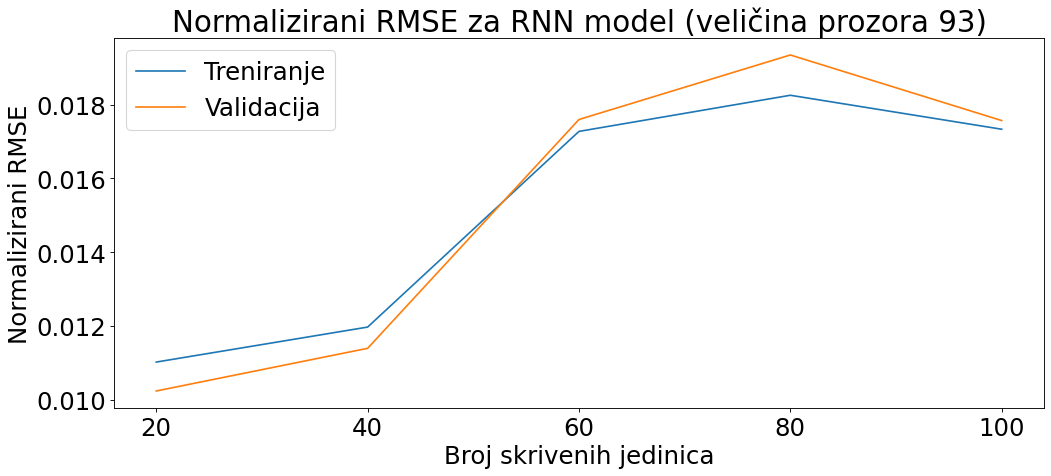 Normalizirani RMSE za RNN model (veličina prozora 93)
Treniranje
Validacija
Normalizirani RMSE
0.018
0.016
0.014
0.012
0.010
20 40 60 80 100
Broj skrivenih jedinica